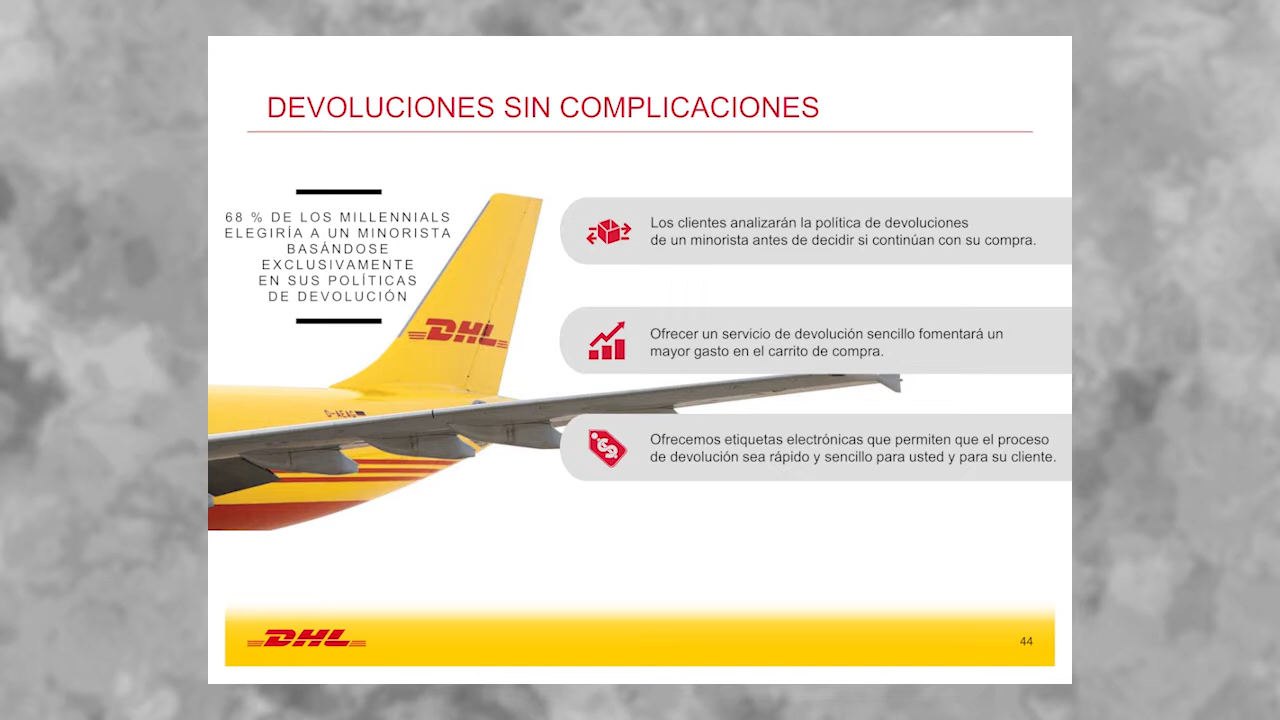 DEVOLUCIONES SIN COMPLICACIONES
68 % DE LOS MILLENNIALS
ELEGIRÍA A UN MINORISTA
BASÁNDOSE
EXCLUSIVAMENTE
EN SUS POLÍTICAS
DE DEVOLUCIÓN
Los clientes analizarán la política de devoluciones
de un minorista antes de decidir si continúan con su compra.
Ofrecer un servicio de devolución sencillo fomentará un
mayor gasto en el carrito de compra.
Ofrecemos etiquetas electrónicas que permiten que el proceso
de devolución sea rápido y sencillo para usted y para su cliente.
DHL
D-AEAG
DHL
44